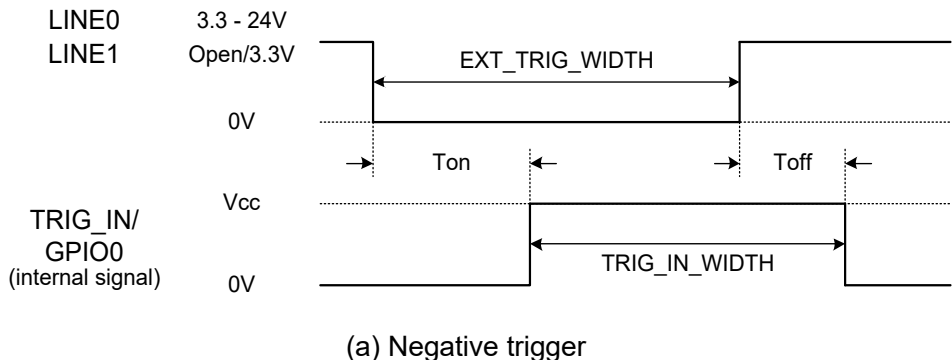 LINE0 3.3 - 24V
LINE1 Open/3.3V
EXT_TRIG_WIDTH
0V
Ton
Toff
Vcc
TRIG_IN/
GPIO0
(internal signal)
TRIG_IN_WIDTH
0V
(a) Negative trigger